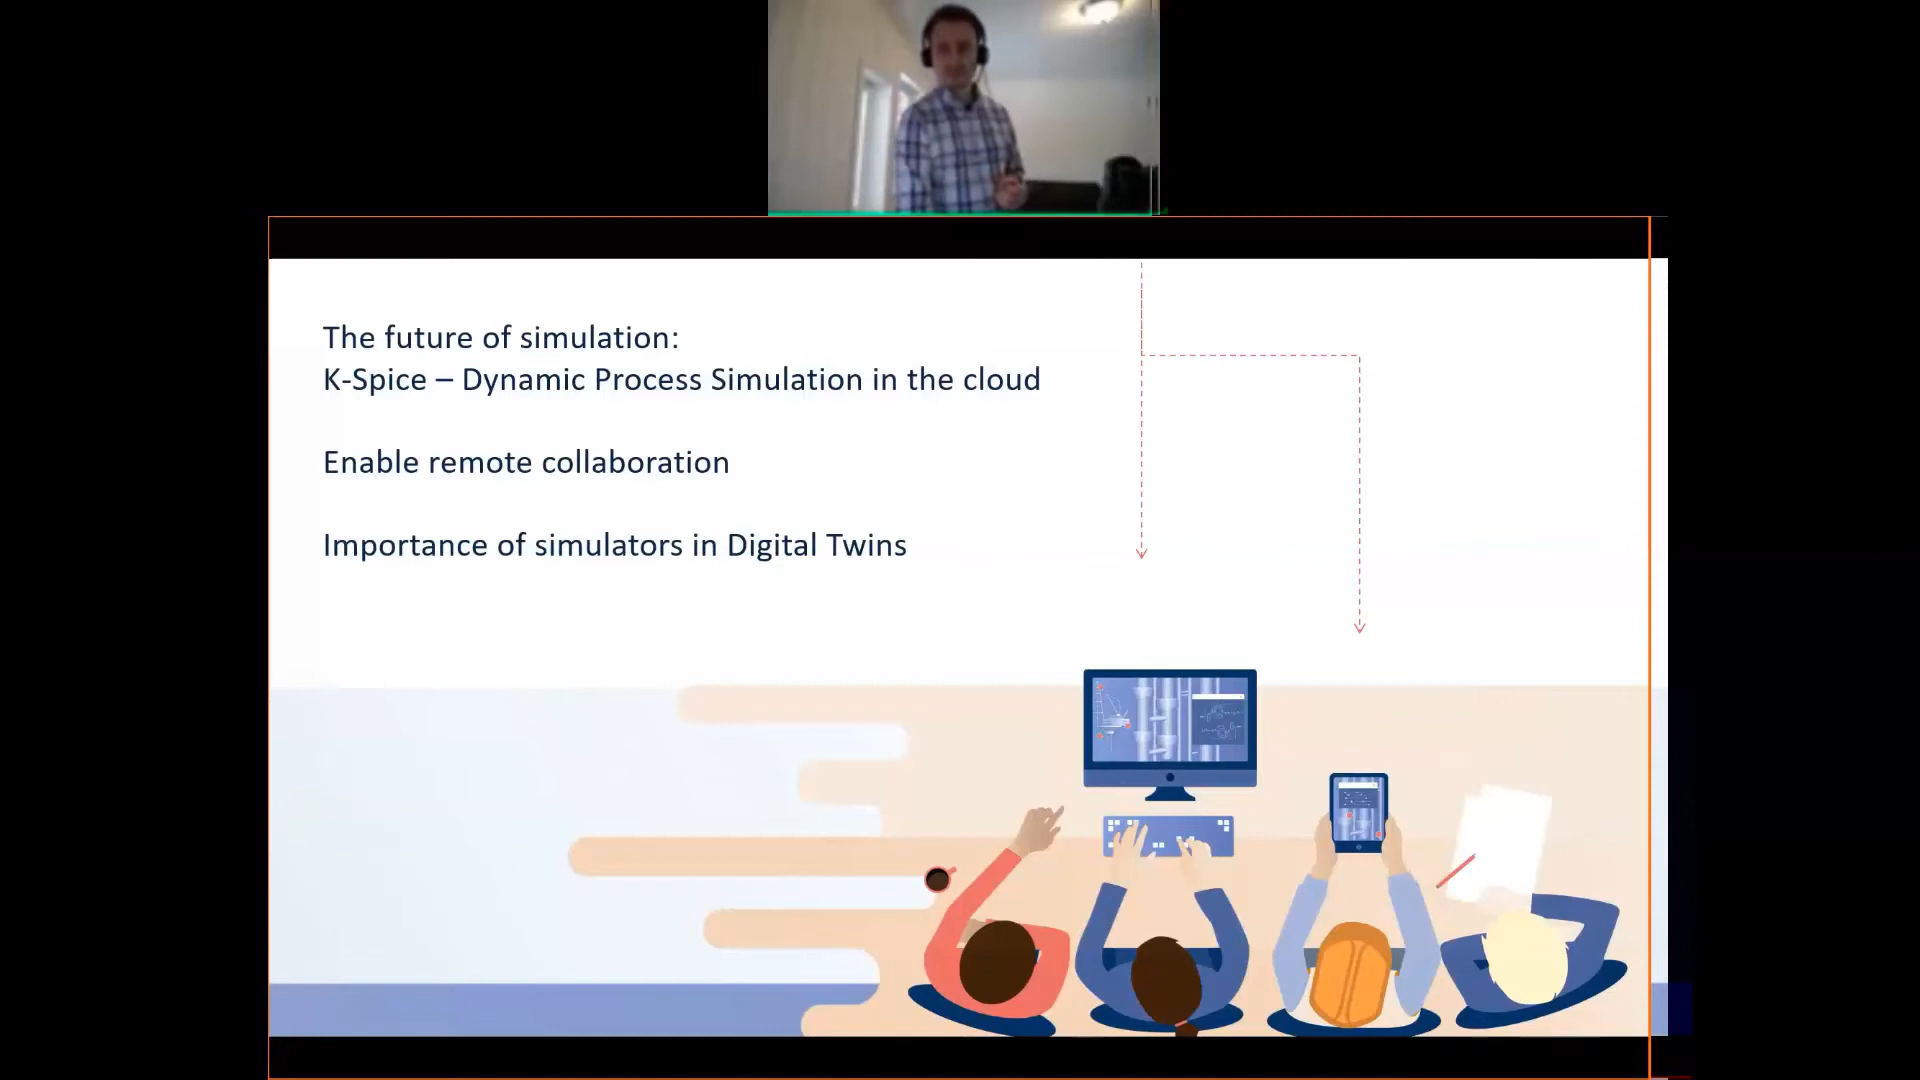 The future of simulation:
K-Spice – Dynamic Process Simulation in the cloud
Enable remote collaboration
Importance of simulators in Digital Twins